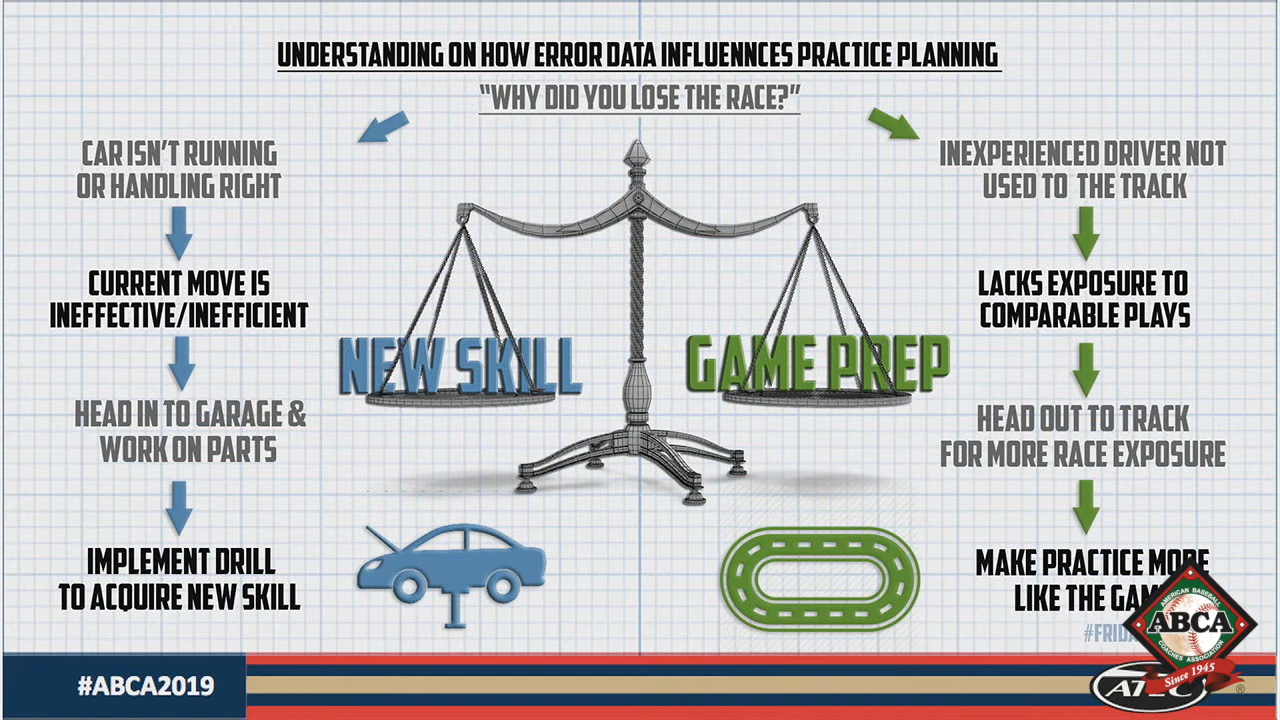 UNDERSTANDING ON HOW ERROR DATA INFLUENNCES PRACTICE PLANNING
"WHY DID YOU LOSE THE RACE?"
CAR ISN'T RUNNING
OR HANDLING RIGHT
CURRENT MOVE IS
INEFFECTIVE/INEFFICIENT
HEAD IN TO GARAGE &
WORK ON PARTS
IMPLEMENT DRILL
TO ACQUIRE NEW SKILL
NEW SKILL
GAME PREP
INEXPERIENCED DRIVER NOT
USED TO THE TRACK
LACKS EXPOSURE TO
COMPARABLE PLAYS
HEAD OUT TO TRACK
FOR MORE RACE EXPOSURE
MAKE PRACTICE MORE
LIKE THE
#ABCA2019
AMERICAN BASEBALL
ABCA
COACHES ASSOCIATION
Since 1945
®